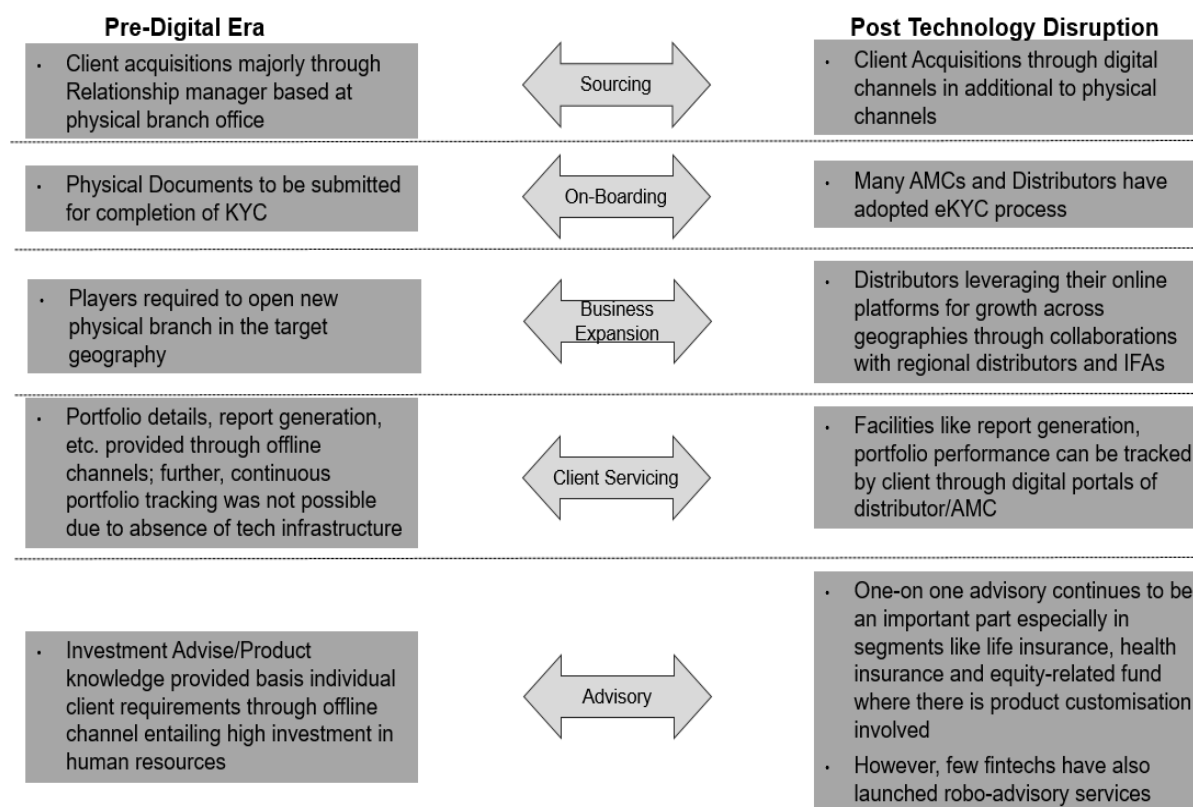 Pre-Digital Era
Post Technology Disruption
• Client acquisitions majorly through
Relationship manager based at
physical branch office
Sourcing
• Client Acquisitions through digital
channels in additional to physical
channels
• Physical Documents to be submitted
for completion of KYC
On-Boarding
• Many AMCs and Distributors have
adopted eKYC process
• Players required to open new
physical branch in the target
geography
Business
Expansion
• Distributors leveraging their online
platforms for growth across
geographies through collaborations
with regional distributors and IFAs
• Portfolio details, report generation,
etc. provided through offline
channels; further, continuous
portfolio tracking was not possible
due to absence of tech infrastructure
Client Servicing
• Facilities like report generation,
portfolio performance can be tracked
by client through digital portals of
distributor/AMC
• Investment Advise/Product
knowledge provided basis individual
client requirements through offline
channel entailing high investment in
human resources
Advisory
• One-on one advisory continues to be
an important part especially in
segments like life insurance, health
insurance and equity-related fund
where there is product customisation
involved
• However, few fintechs have also
launched robo-advisory services